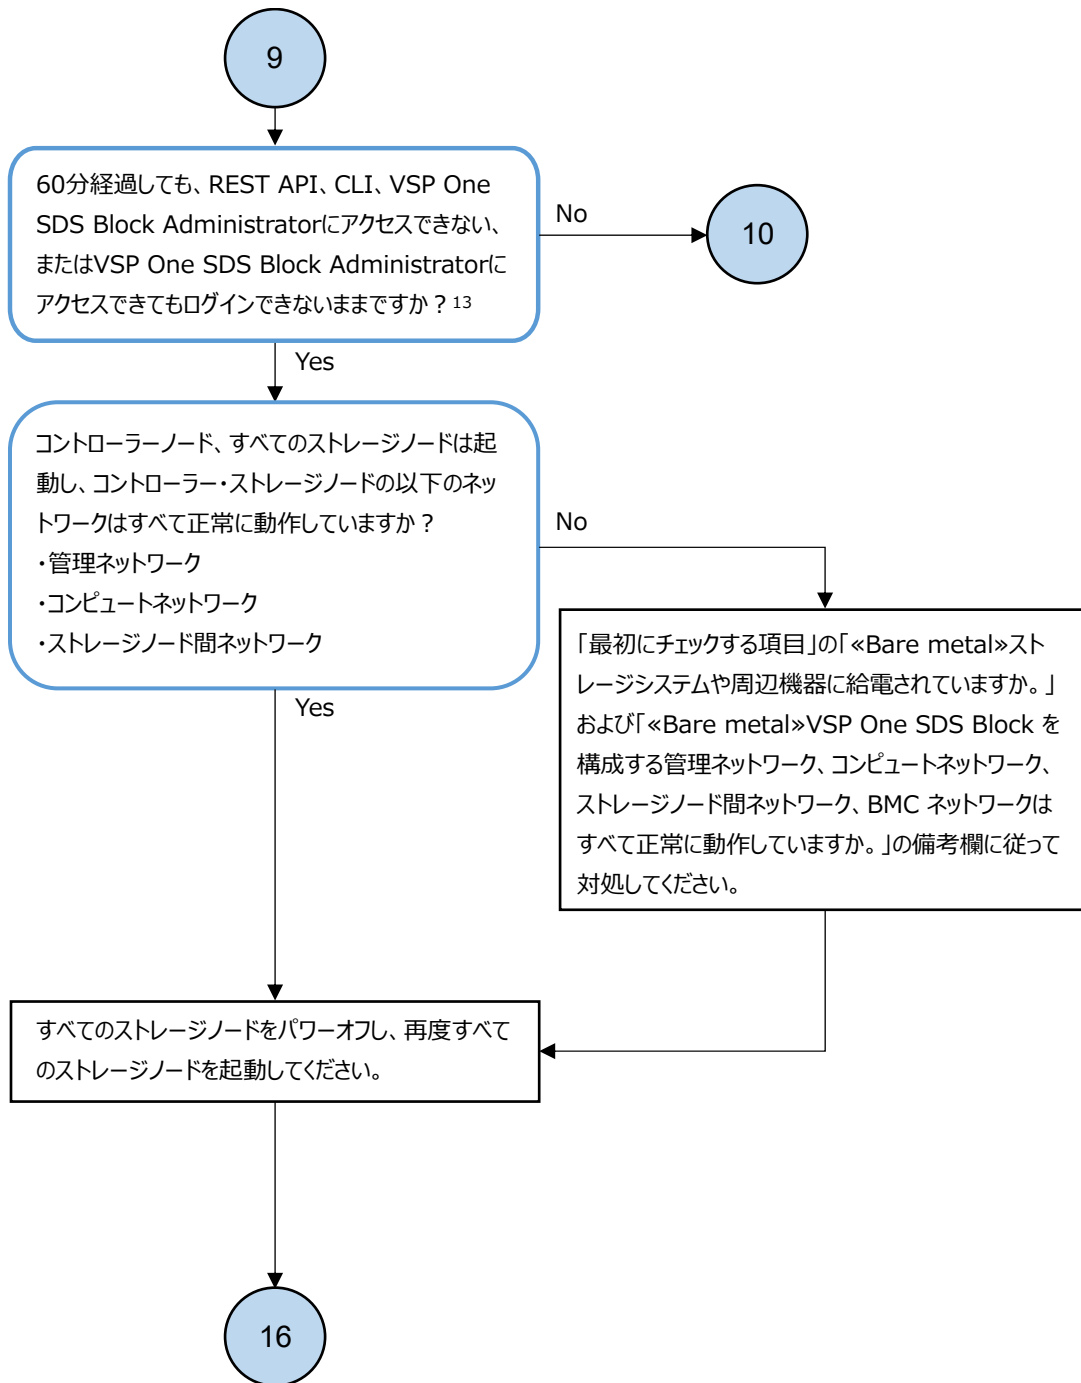 9
60分経過しても、REST API、CLI、VSP One
SDS Block Administratorにアクセスできない、
またはVSP One SDS Block Administratorに
アクセスできてもログインできないままですか？13
No
10
Yes
コントローラーノード、すべてのストレージノードは起
動し、コントローラー・ストレージノードの以下のネッ
トワークはすべて正常に動作していますか？
・管理ネットワーク
・コンピュートネットワーク
・ストレージノード間ネットワーク
No
Yes
「最初にチェックする項目」の「«Bare metal»スト
レージシステムや周辺機器に給電されていますか。」
および「«Bare metal»VSP One SDS Block を
構成する管理ネットワーク、コンピュートネットワーク、
ストレージノード間ネットワーク、BMC ネットワークは
すべて正常に動作していますか。」の備考欄に従って
対処してください。
すべてのストレージノードをパワーオフし、再度すべて
のストレージノードを起動してください。
16